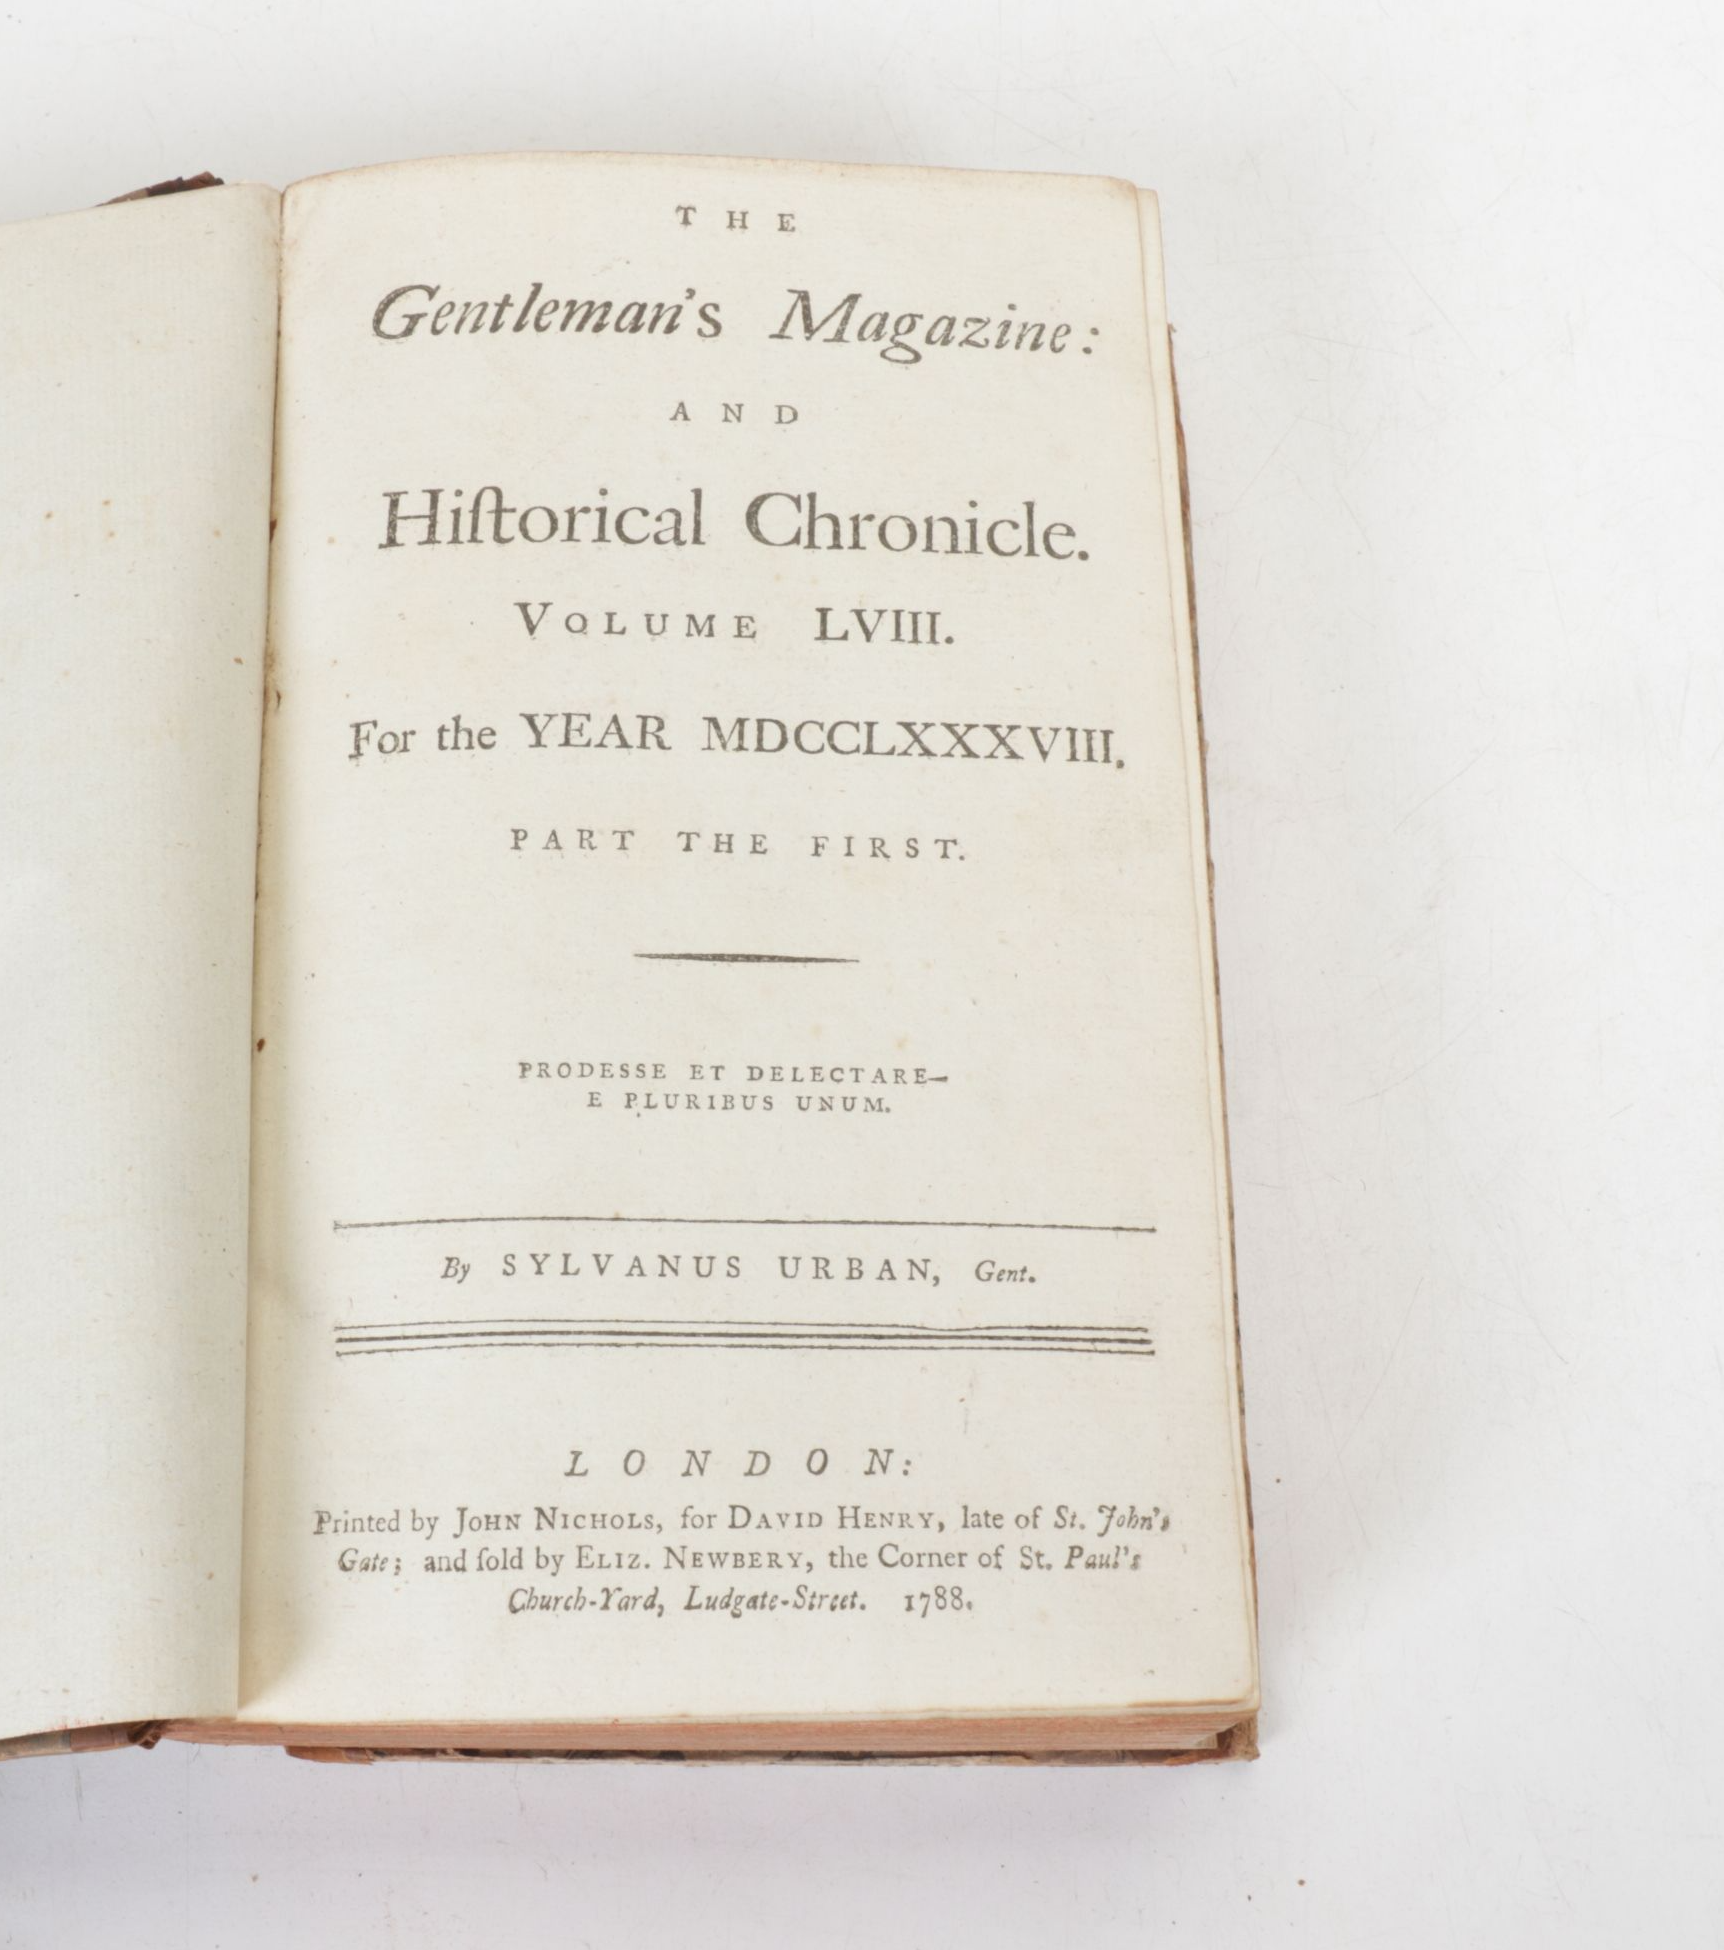 THE
Gentleman's Magazine:
AND
Hiſtorical Chronicle.
VOLUME LVIII.
For the YEAR MDCCLXXXVIII.
PART THE FIRST.
PRODESSE ET DELECTARE—
E PLURIBUS UNUM.
By SYLVANUS URBAN, Gent.
LONDON:
Printed by JOHN NICHOLS, for DAVID HENRY, late of St. John's
Gate; and ſold by ELIZ. NEWBERY, the Corner of St. Paul's
Church-Yard, Ludgate-Street. 1788.